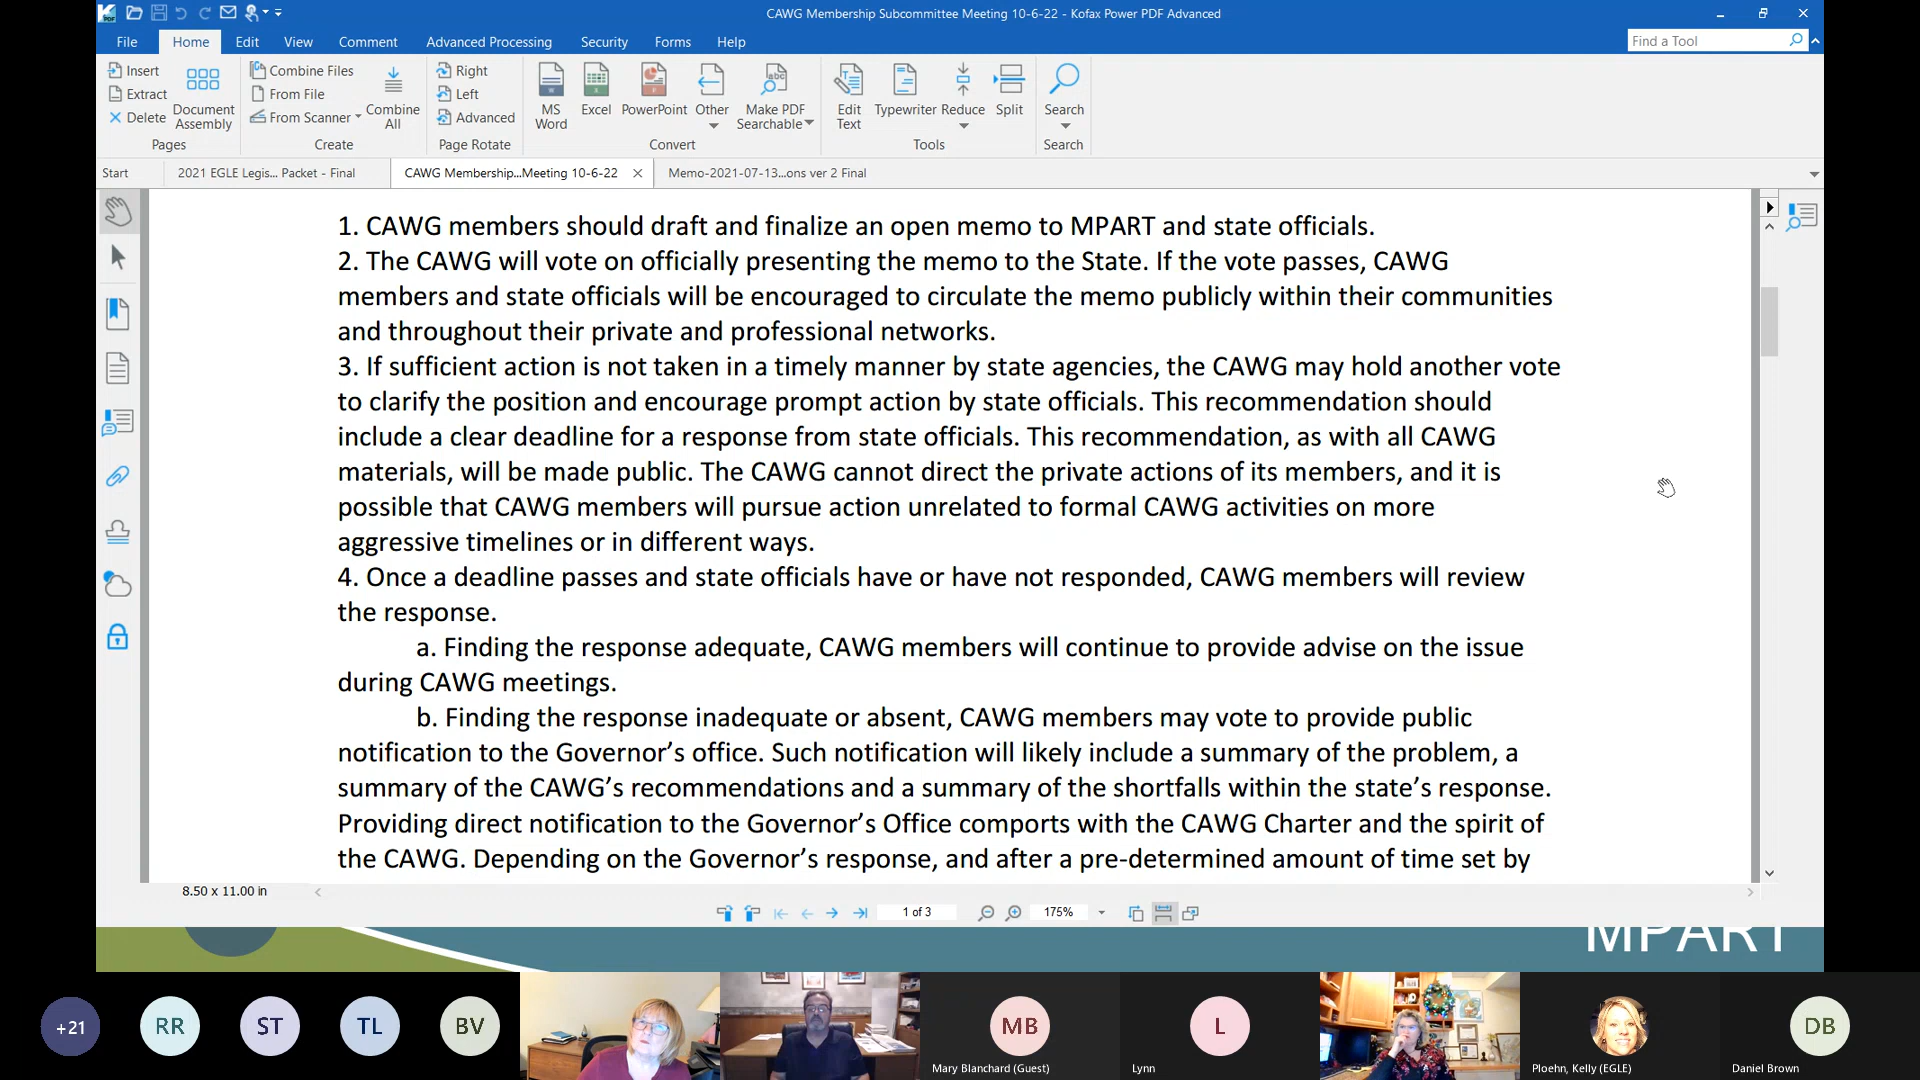 CAWG Membership Subcommittee Meeting 10-6-22 - Kofax Power PDF Advanced
File Home Edit View Comment Advanced Processing Security Forms Help
Find a Tool
Insert
Extract
Delete
Document
Assembly
Pages
Combine Files
From File
From Scanner
Combine
All
Create
Right
Left
Advanced
Page Rotate
MS
Word
Excel
PowerPoint
Other
Make PDF
Searchable
Convert
Edit
Text
Typewriter
Reduce
Split
Tools
Search
Search
Start
2021 EGLE Legis... Packet - Final
CAWG Membership...Meeting 10-6-22
Memo-2021-07-13...ons ver 2 Final
1. CAWG members should draft and finalize an open memo to MPART and state officials.
2. The CAWG will vote on officially presenting the memo to the State. If the vote passes, CAWG
members and state officials will be encouraged to circulate the memo publicly within their communities
and throughout their private and professional networks.
3. If sufficient action is not taken in a timely manner by state agencies, the CAWG may hold another vote
to clarify the position and encourage prompt action by state officials. This recommendation should
include a clear deadline for a response from state officials. This recommendation, as with all CAWG
materials, will be made public. The CAWG cannot direct the private actions of its members, and it is
possible that CAWG members will pursue action unrelated to formal CAWG activities on more
aggressive timelines or in different ways.
4. Once a deadline passes and state officials have or have not responded, CAWG members will review
the response.
a. Finding the response adequate, CAWG members will continue to provide advise on the issue
during CAWG meetings.
b. Finding the response inadequate or absent, CAWG members may vote to provide public
notification to the Governor’s office. Such notification will likely include a summary of the problem, a
summary of the CAWG’s recommendations and a summary of the shortfalls within the state’s response.
Providing direct notification to the Governor’s Office comports with the CAWG Charter and the spirit of
the CAWG. Depending on the Governor’s response, and after a pre-determined amount of time set by
8.50 x 11.00 in
1 of 3
175%
MPART
+21
RR
ST
TL
BV
MB
L
DB
Mary Blanchard (Guest)
Lynn
Ploehn, Kelly (EGLE)
Daniel Brown